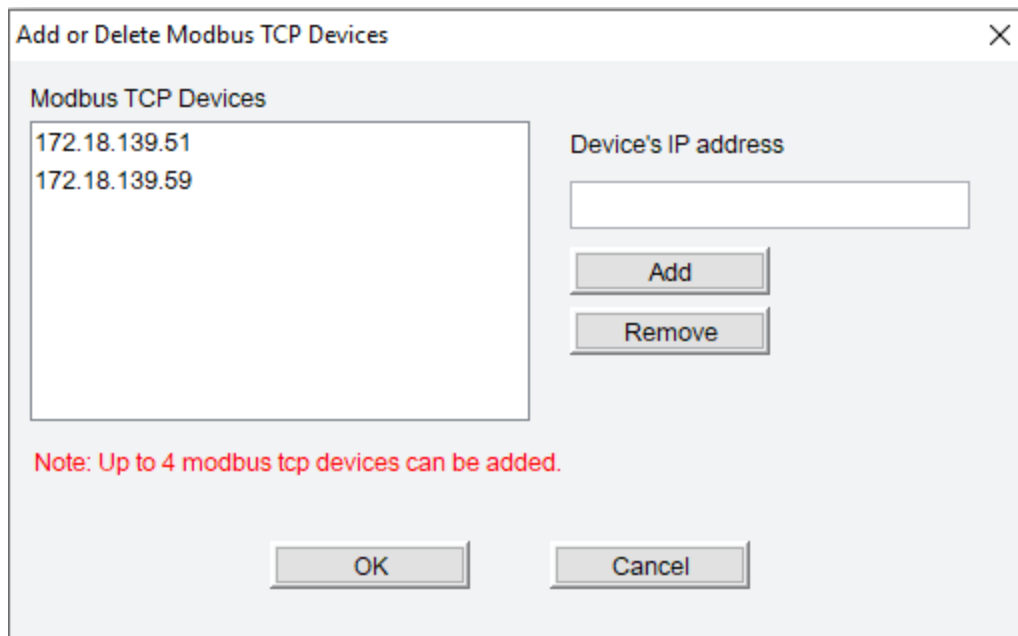 Add or Delete Modbus TCP Devices
Modbus TCP Devices
172.18.139.51
172.18.139.59
Device's IP address
Add
Remove
Note: Up to 4 modbus tcp devices can be added.
OK
Cancel